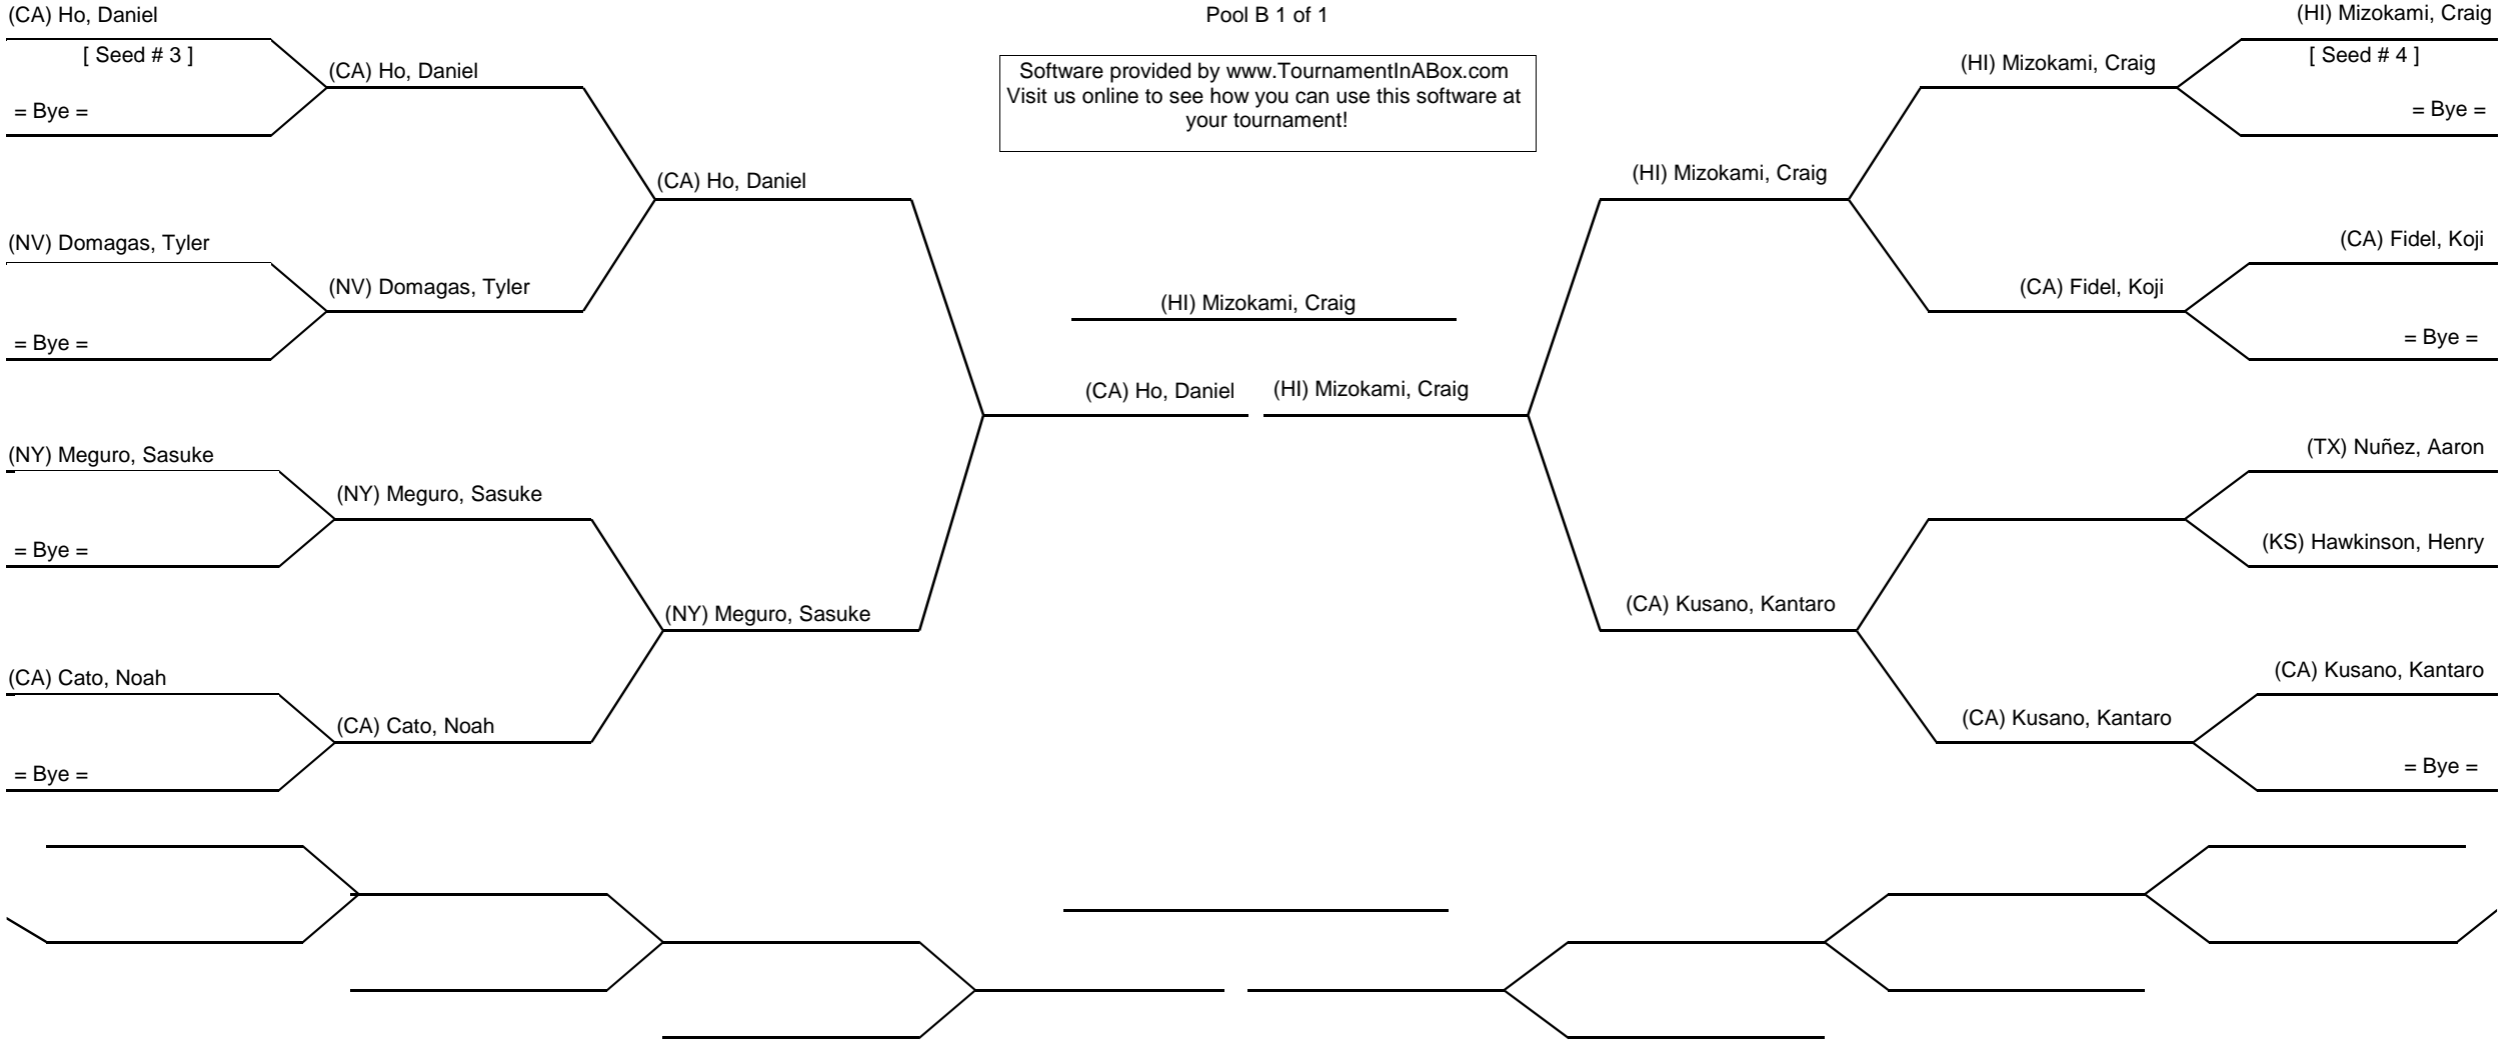 (CA) Ho, Daniel
[ Seed # 3 ]
= Bye =
(NV) Domagas, Tyler
= Bye =
(NY) Meguro, Sasuke
= Bye =
(CA) Cato, Noah
= Bye =
(CA) Ho, Daniel
(NV) Domagas, Tyler
(NY) Meguro, Sasuke
(CA) Cato, Noah
(CA) Ho, Daniel
(NY) Meguro, Sasuke
Pool B 1 of 1
Software provided by www.TournamentInABox.com
Visit us online to see how you can use this software at
your tournament!
(HI) Mizokami, Craig
(CA) Ho, Daniel
(HI) Mizokami, Craig
(HI) Mizokami, Craig
(CA) Kusano, Kantaro
(HI) Mizokami, Craig
(CA) Fidel, Koji
(CA) Kusano, Kantaro
(HI) Mizokami, Craig
[ Seed # 4 ]
= Bye =
(CA) Fidel, Koji
= Bye =
(TX) Nuñez, Aaron
(KS) Hawkinson, Henry
(CA) Kusano, Kantaro
= Bye =